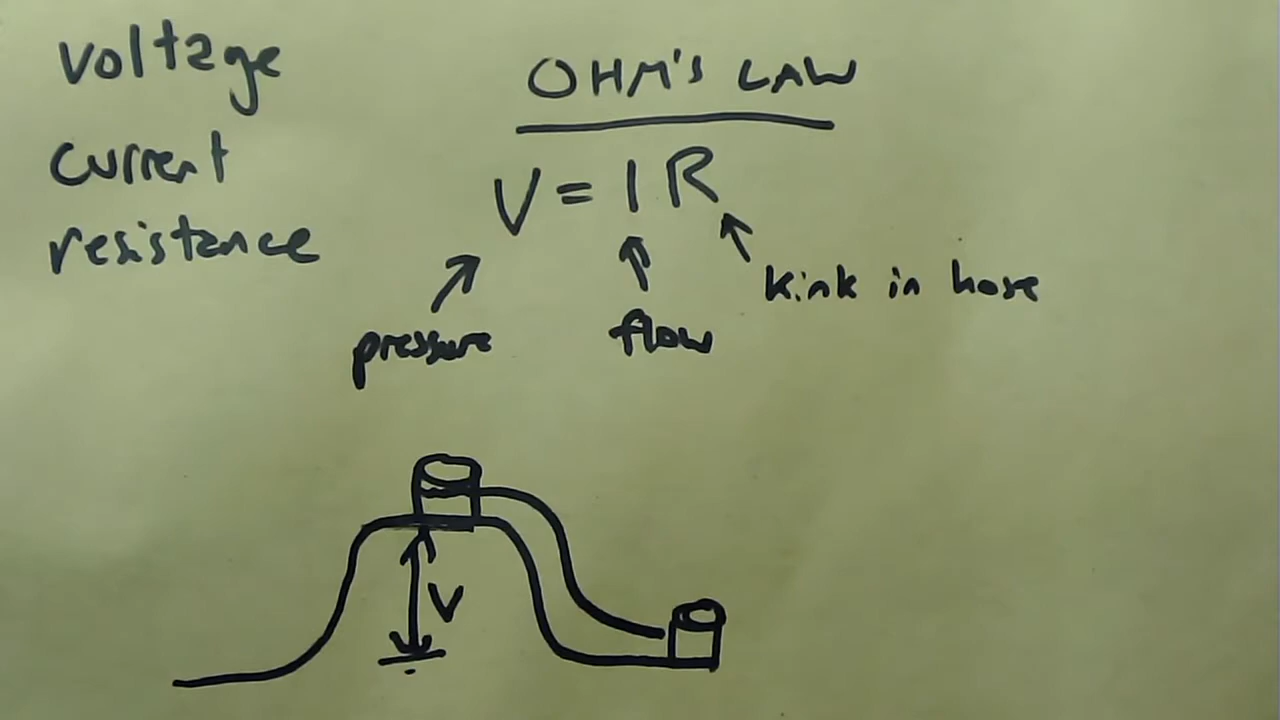 voltage
current
resistance
OHM'S LAW
V = I R
pressure
flow
kink in hose
V